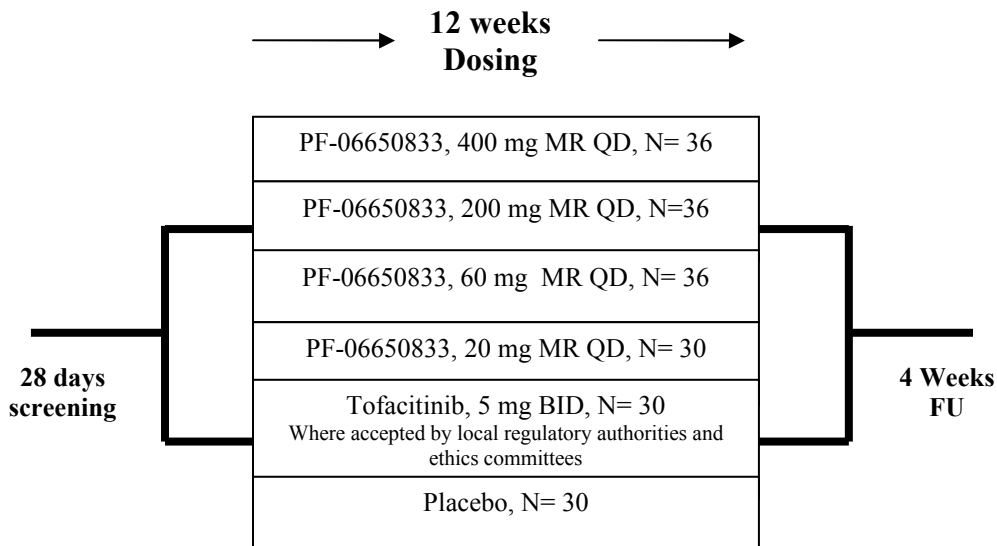 12 weeks
Dosing
PF-06650833, 400 mg MR QD, N= 36
PF-06650833, 200 mg MR QD, N=36
PF-06650833, 60 mg  MR QD, N= 36
PF-06650833, 20 mg MR QD, N= 30
28 days
screening
Tofacitinib, 5 mg BID, N= 30
Where accepted by local regulatory authorities and
ethics committees
4 Weeks
FU
Placebo, N= 30